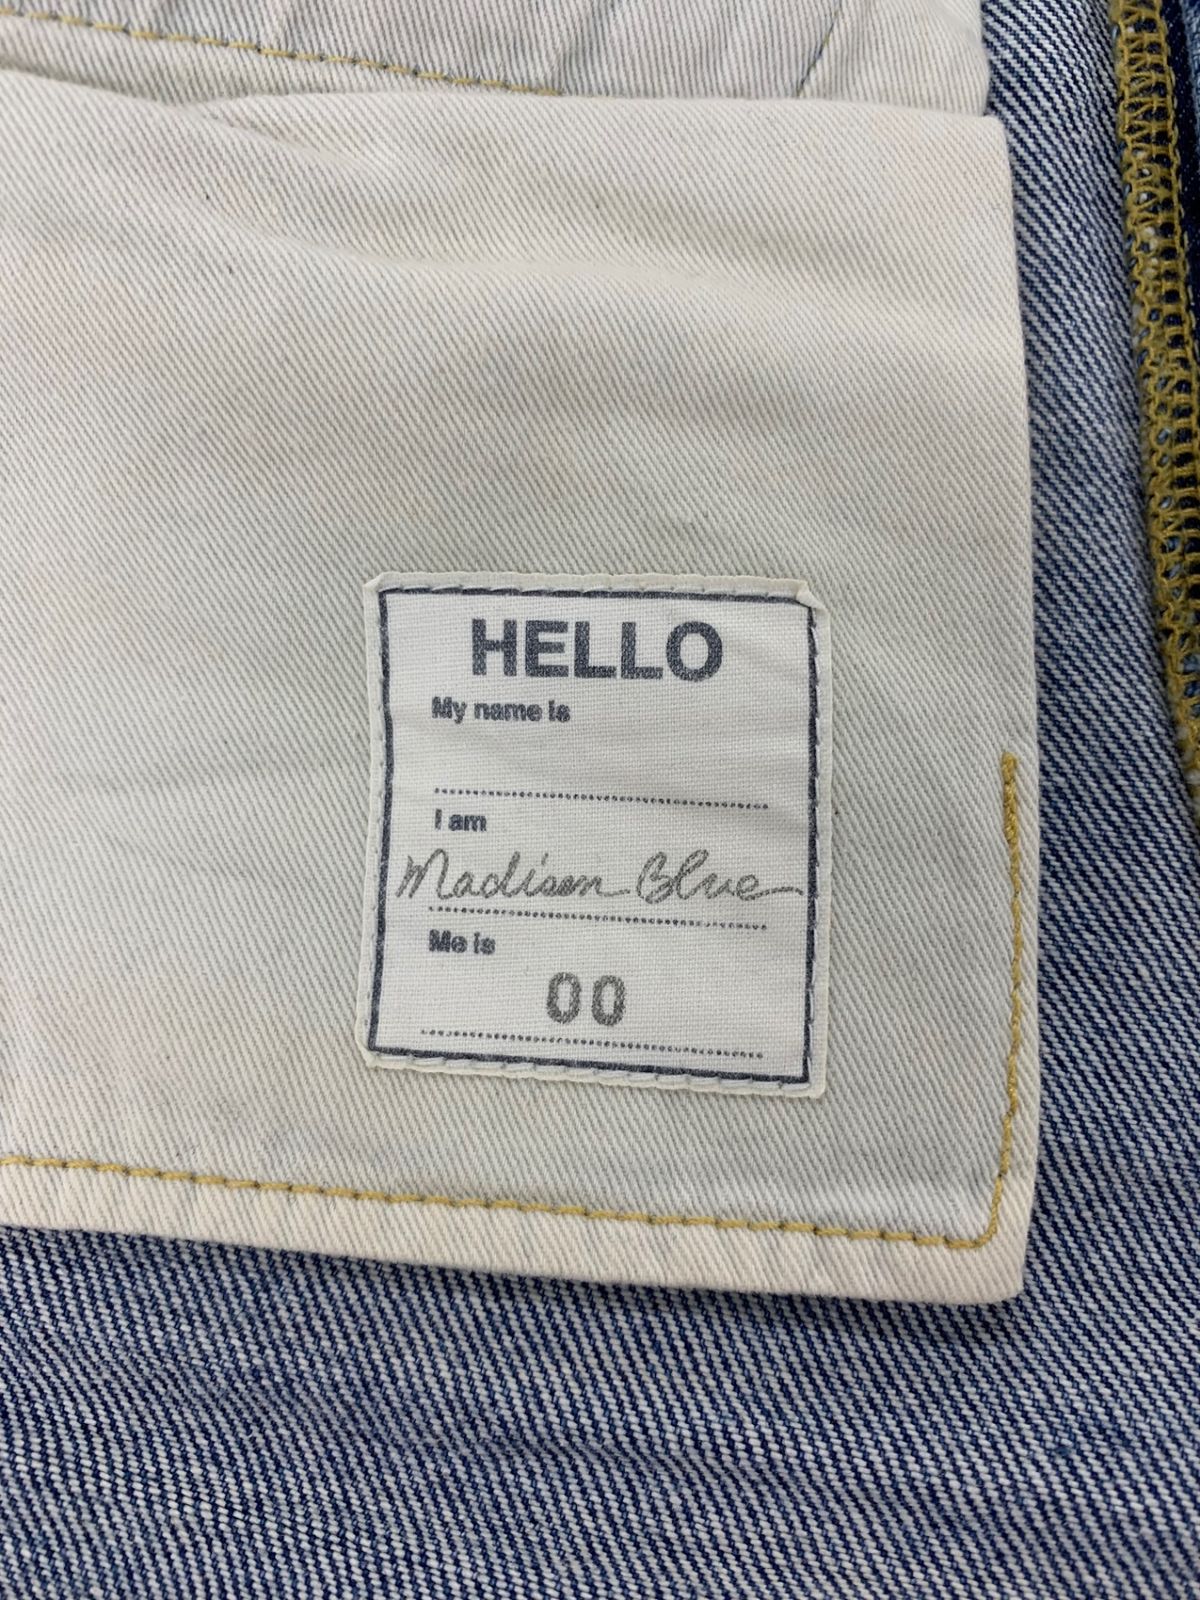 HELLO
My name is
I am
Madison Blue
Me is
00